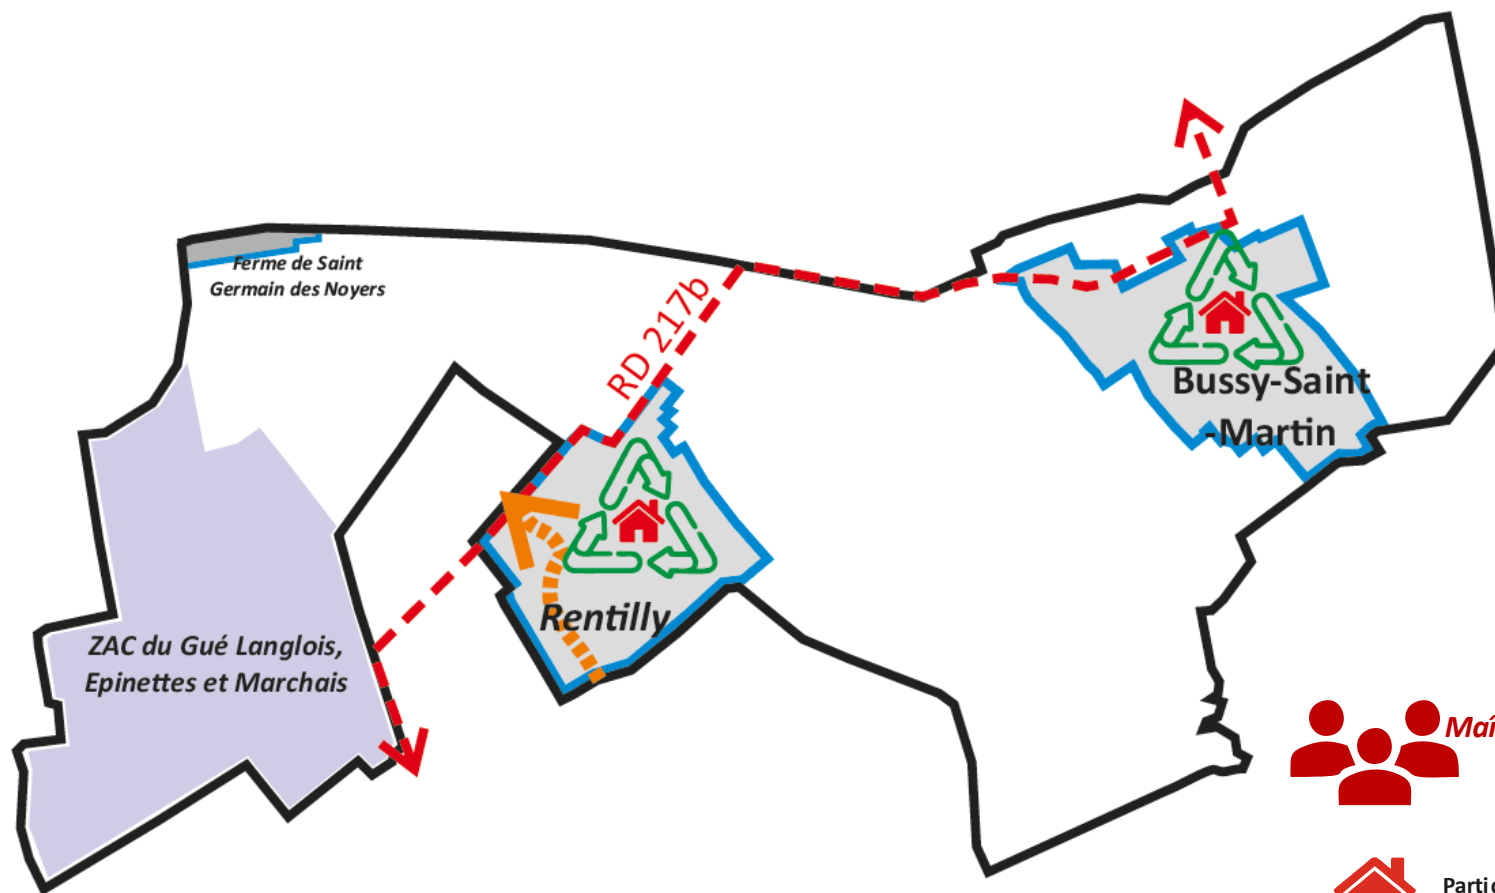 Ferme de Saint
Germain des Noyers
RD 217b
Bussy-Saint
-Martin
Rentilly
ZAC du Gué Langlois,
Epinettes et Marchais